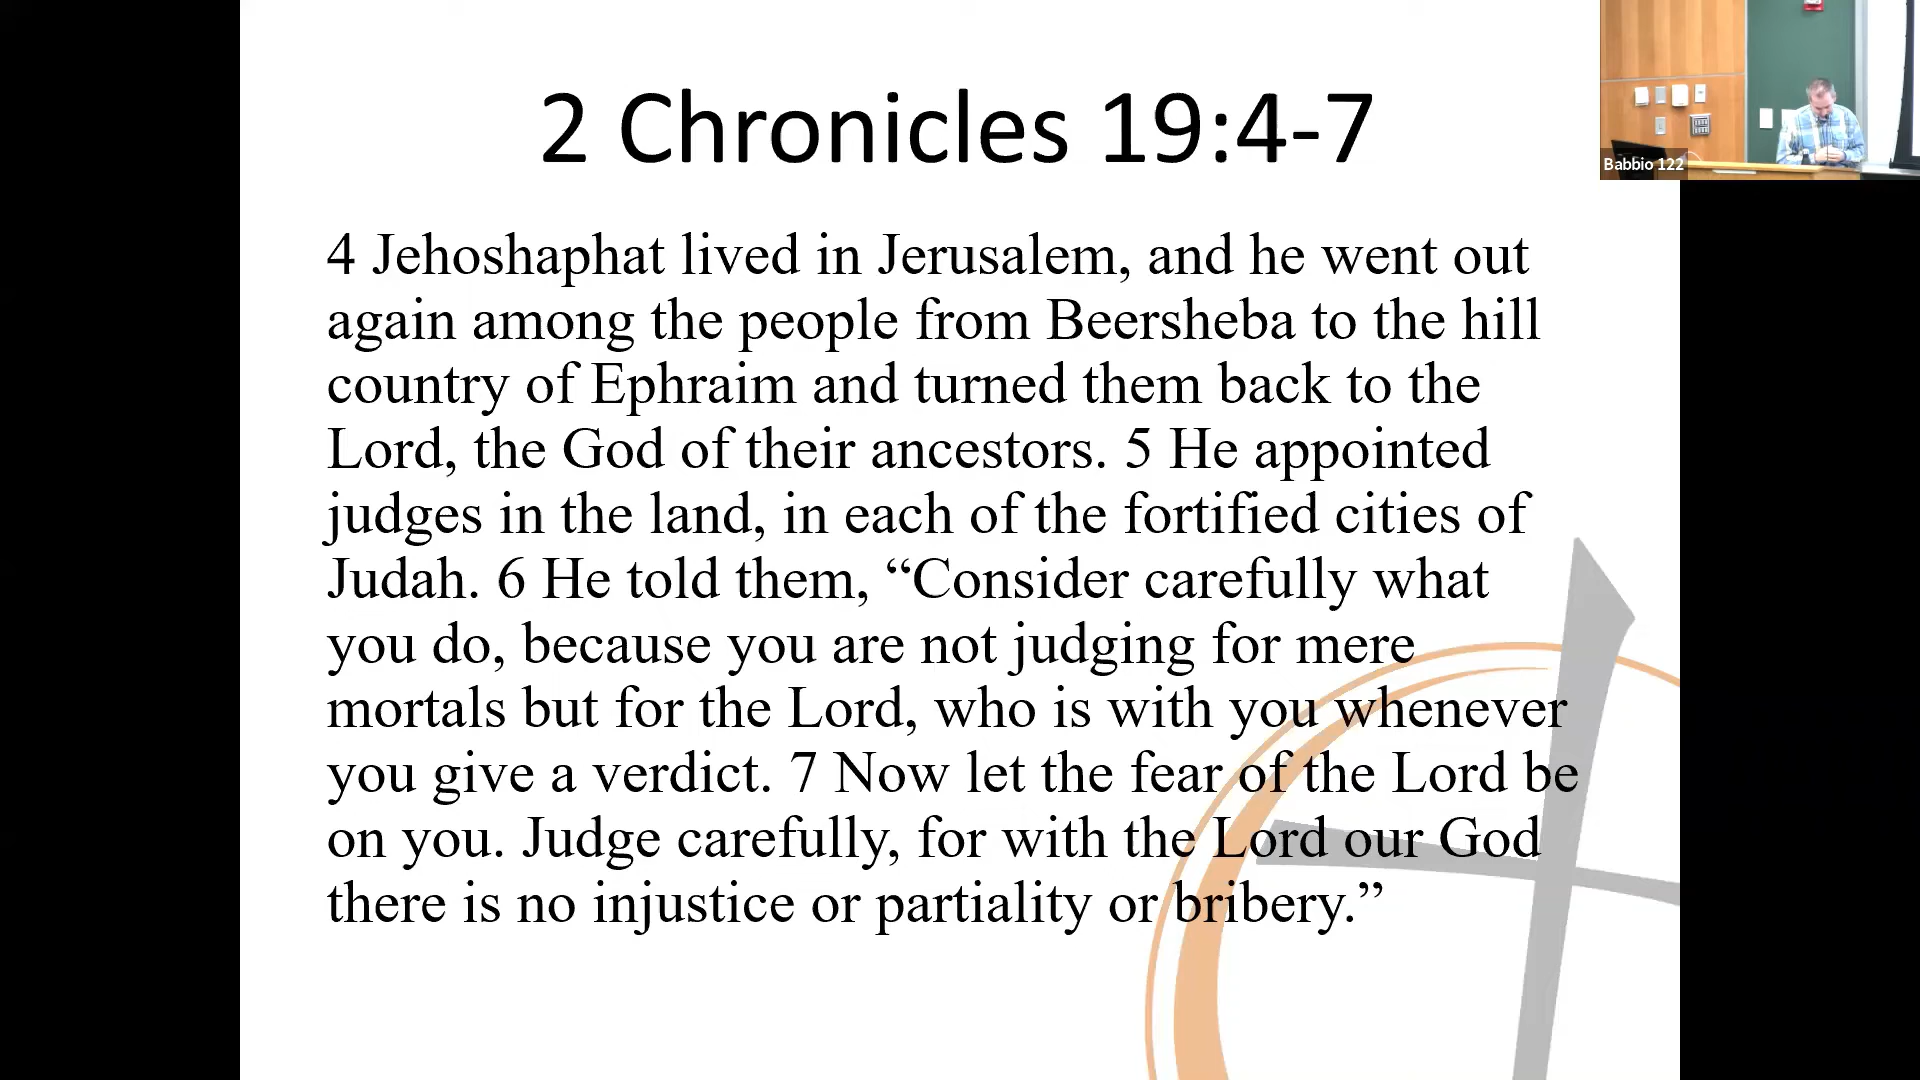 2 Chronicles 19:4-7
Babbio 122
4 Jehoshaphat lived in Jerusalem, and he went out
again among the people from Beersheba to the hill
country of Ephraim and turned them back to the
Lord, the God of their ancestors. 5 He appointed
judges in the land, in each of the fortified cities of
Judah. 6 He told them, “Consider carefully what
you do, because you are not judging for mere
mortals but for the Lord, who is with you whenever
you give a verdict. 7 Now let the fear of the Lord be
on you. Judge carefully, for with the Lord our God
there is no injustice or partiality or bribery.”